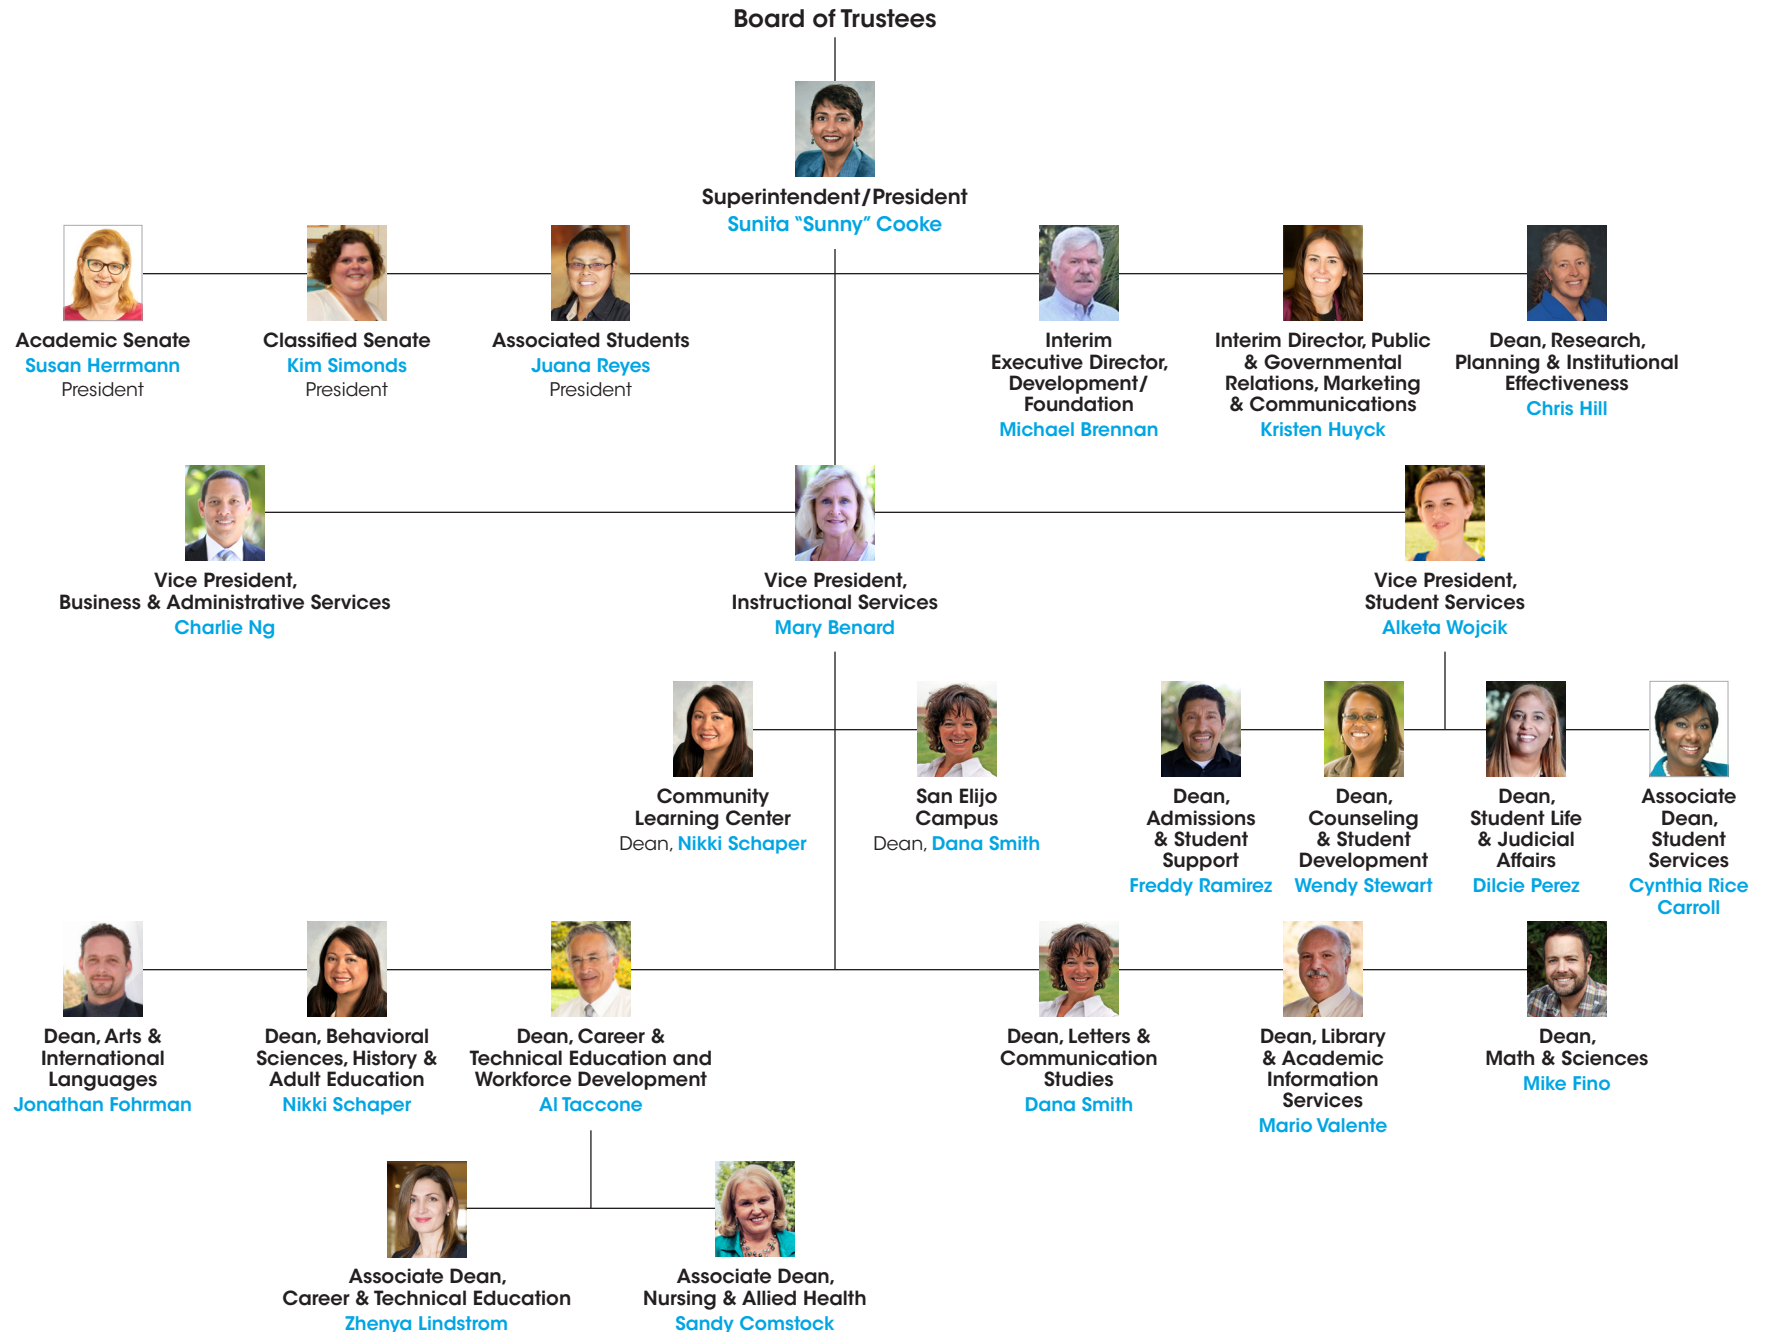 Board of Trustees
Superintendent/President
Sunita “Sunny” Cooke
Academic Senate
Susan Herrmann
President
Classified Senate
Kim Simonds
President
Associated Students
Juana Reyes
President
Interim
Executive Director,
Development/
Foundation
Michael Brennan
Interim Director, Public
& Governmental
Relations, Marketing
& Communications
Kristen Huyck
Dean, Research,
Planning & Institutional
Effectiveness
Chris Hill
Vice President,
Business & Administrative Services
Charlie Ng
Vice President,
Instructional Services
Mary Benard
Vice President,
Student Services
Alketa Wojcik
Community
Learning Center
Dean, Nikki Schaper
San Elijo
Campus
Dean, Dana Smith
Dean,
Admissions
& Student
Support
Freddy Ramirez
Dean,
Counseling
& Student
Development
Wendy Stewart
Dean,
Student Life
& Judicial
Affairs
Dilcie Perez
Associate
Dean,
Student
Services
Cynthia Rice
Carroll
Dean, Arts &
International
Languages
Jonathan Fohrman
Dean, Behavioral
Sciences, History &
Adult Education
Nikki Schaper
Dean, Career &
Technical Education and
Workforce Development
Al Taccone
Dean, Letters &
Communication
Studies
Dana Smith
Dean, Library
& Academic
Information
Services
Mario Valente
Dean,
Math & Sciences
Mike Fino
Associate Dean,
Career & Technical Education
Zhenya Lindstrom
Associate Dean,
Nursing & Allied Health
Sandy Comstock